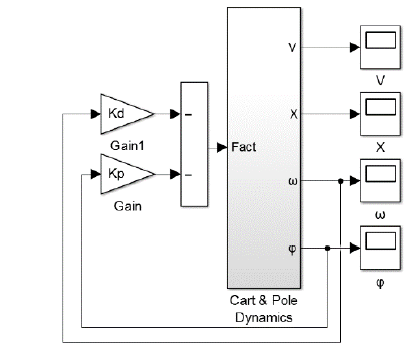 V
V
Kd
X
Gain1
X
Fact
Kp
ω
Gain
ω
φ
Cart & Pole
Dynamics
φ